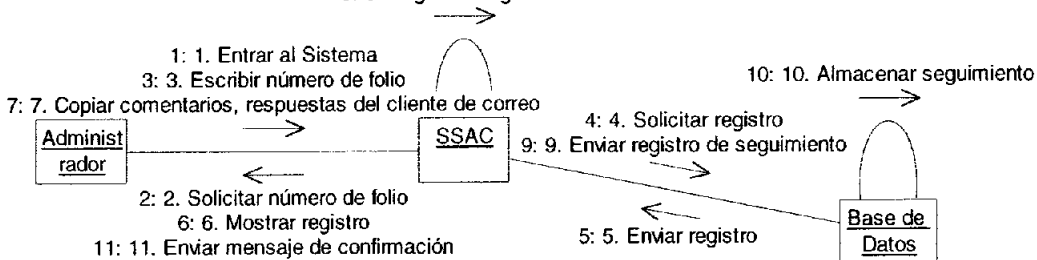 1: 1. Entrar al Sistema
3: 3. Escribir número de folio
7: 7. Copiar comentarios, respuestas del cliente de correo
Administ
rador
2: 2. Solicitar número de folio
6: 6. Mostrar registro
11: 11. Enviar mensaje de confirmación
SSAC
4: 4. Solicitar registro
9: 9. Enviar registro de seguimiento
5: 5. Enviar registro
10: 10. Almacenar seguimiento
Base de
Datos